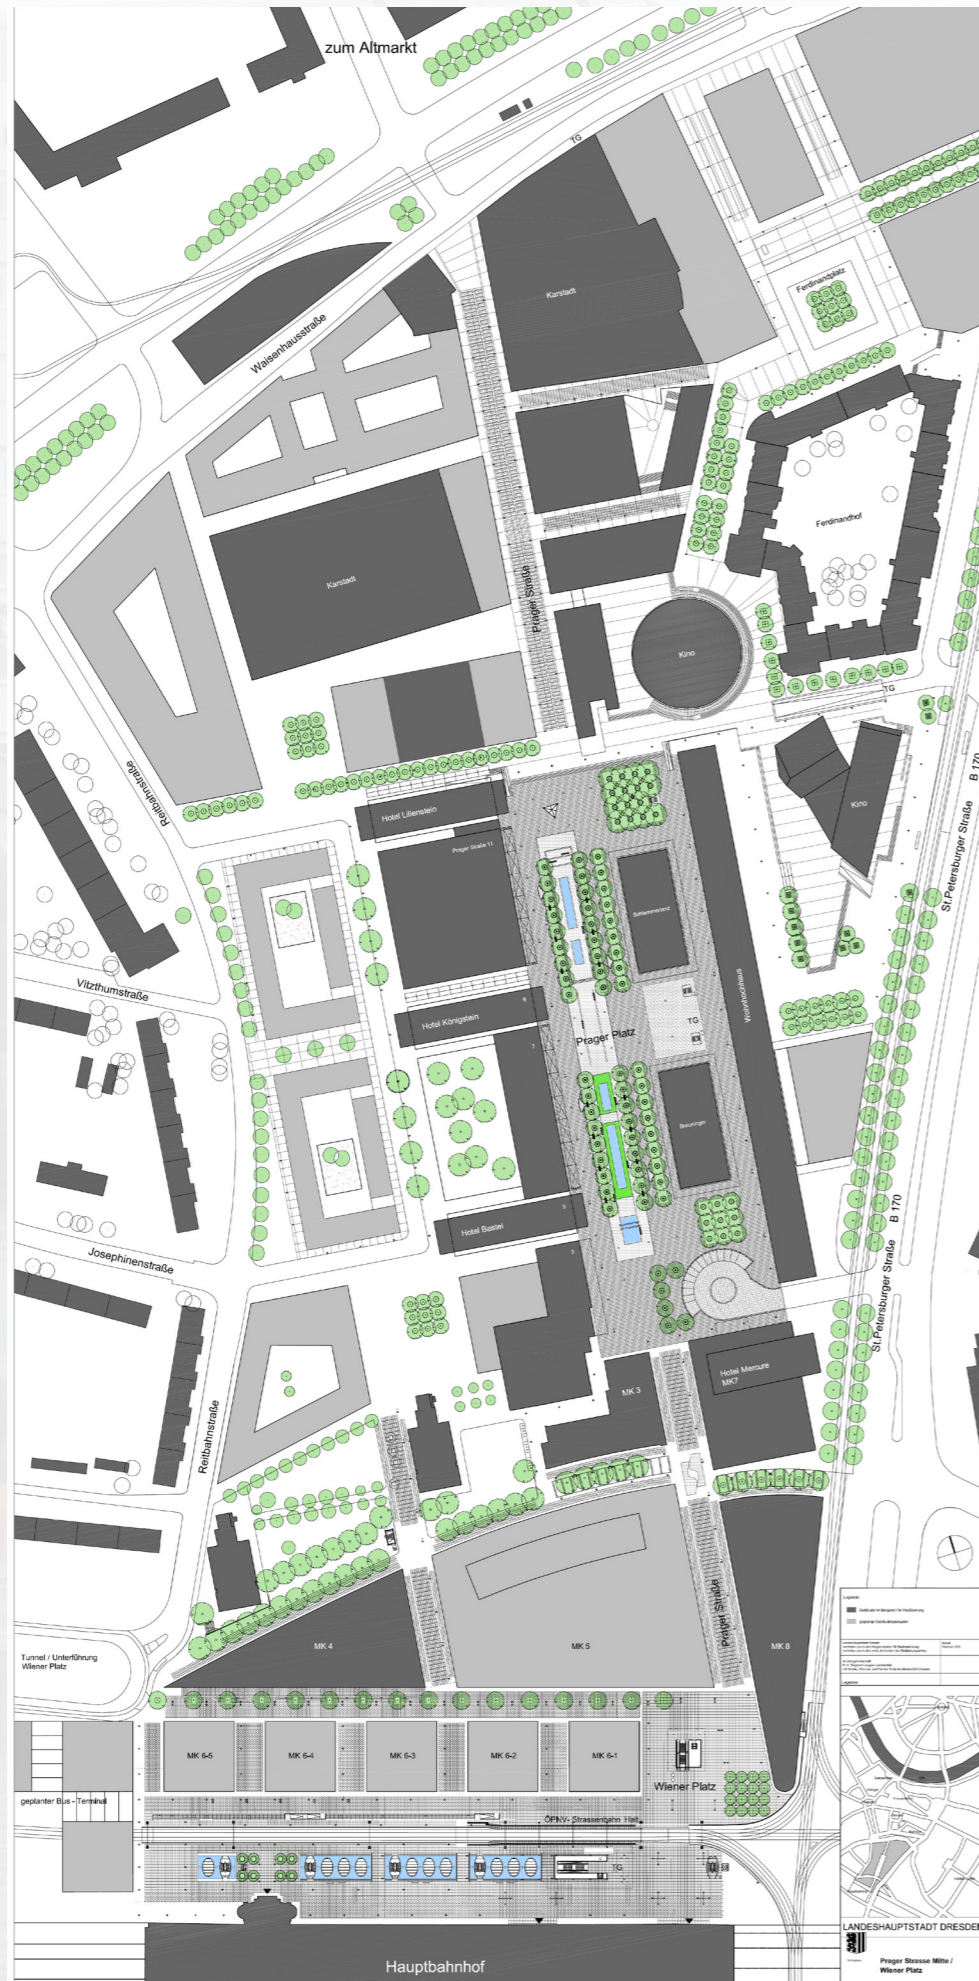 zum Altmarkt
TG
Karstadt
Ferdinandplatz
Waisenhausstraße
Karstadt
Prager Straße
Ferdinandhof
Kino
TG
Reitbahnstraße
Hotel Lilienstein
Prager Straße 11
Kino
St.Petersburger Straße B 170
Vitzthumstraße
Hotel Königstein
8
7
Wohnhochhaus
Prager Platz
TG
Hotel Bastei
5
3
Josephinenstraße
St.Petersburger Straße B 170
Reitbahnstraße
MK 3
Hotel Mercure
MK7
Prager Straße
MK 4
MK 5
MK 8
Tunnel / Unterführung
Wiener Platz
MK 6-5
MK 6-4
MK 6-3
MK 6-2
MK 6-1
Wiener Platz
geplanter Bus - Terminal
ÖPNV- Strassenbahn Halt
TG
Hauptbahnhof
LANDESHAUPTSTADT DRESDEN
Prager Strasse Mitte /
Wiener Platz